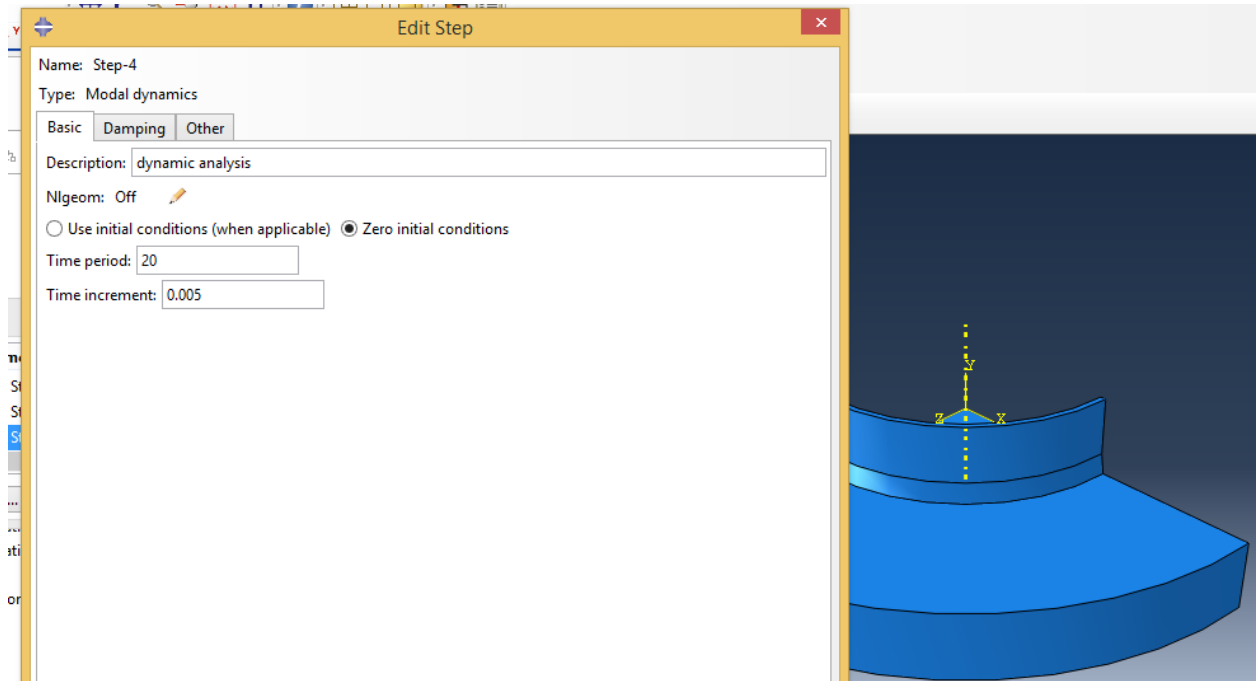 Edit Step
Name: Step-4
Type: Modal dynamics
Basic Damping Other
Description: dynamic analysis
Nlgeom: Off
Use initial conditions (when applicable) Zero initial conditions
Time period: 20
Time increment: 0.005
Y
Z X